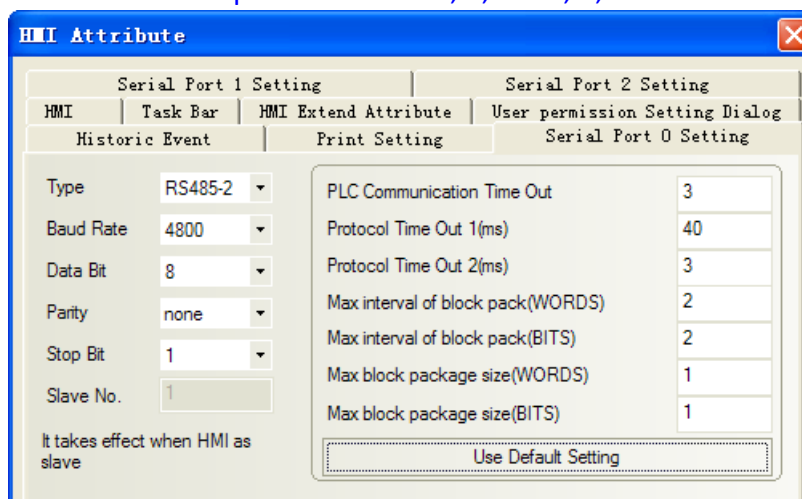 HMI Attribute
Serial Port 1 Setting Serial Port 2 Setting
HMI Task Bar HMI Extend Attribute User permission Setting Dialog
Historic Event Print Setting Serial Port 0 Setting
Type RS485-2
Baud Rate 4800
Data Bit 8
Parity none
Stop Bit 1
Slave No. 1
It takes effect when HMI as
slave
PLC Communication Time Out 3
Protocol Time Out 1(ms) 40
Protocol Time Out 2(ms) 3
Max interval of block pack(WORDS) 2
Max interval of block pack(BITS) 2
Max block package size(WORDS) 1
Max block package size(BITS) 1
Use Default Setting